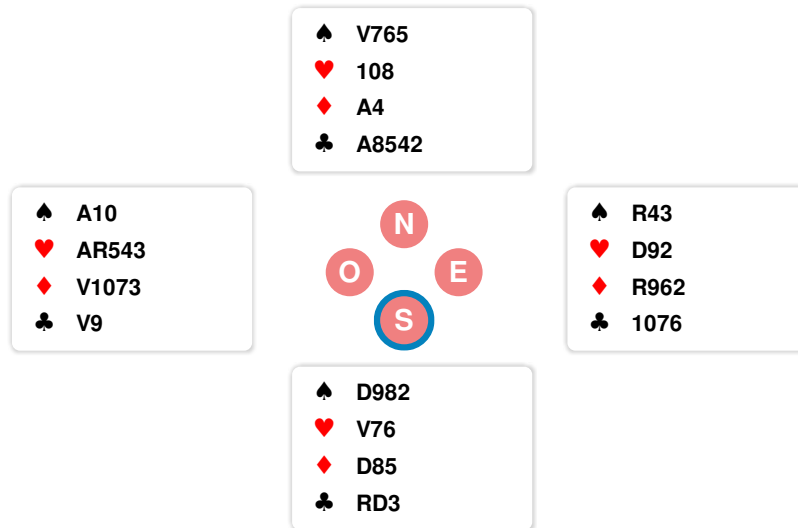 ♠ V765
♥ 108
♦ A4
♣ A8542
♠ A10
♥ AR543
♦ V1073
♣ V9
N
O E
S
♠ R43
♥ D92
♦ R962
♣ 1076
♠ D982
♥ V76
♦ D85
♣ RD3